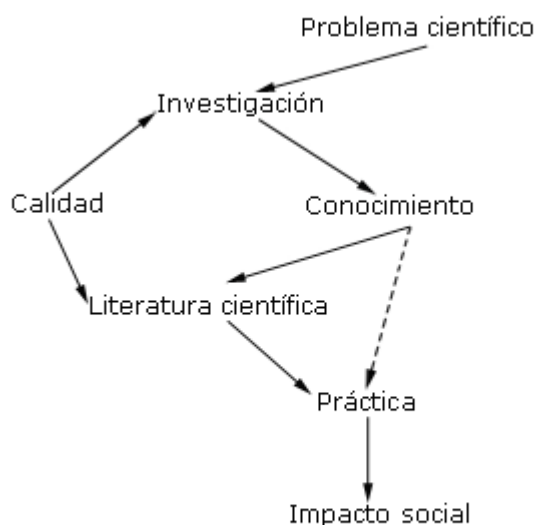 Problema científico
Investigación
Calidad
Conocimiento
Literatura científica
Práctica
Impacto social